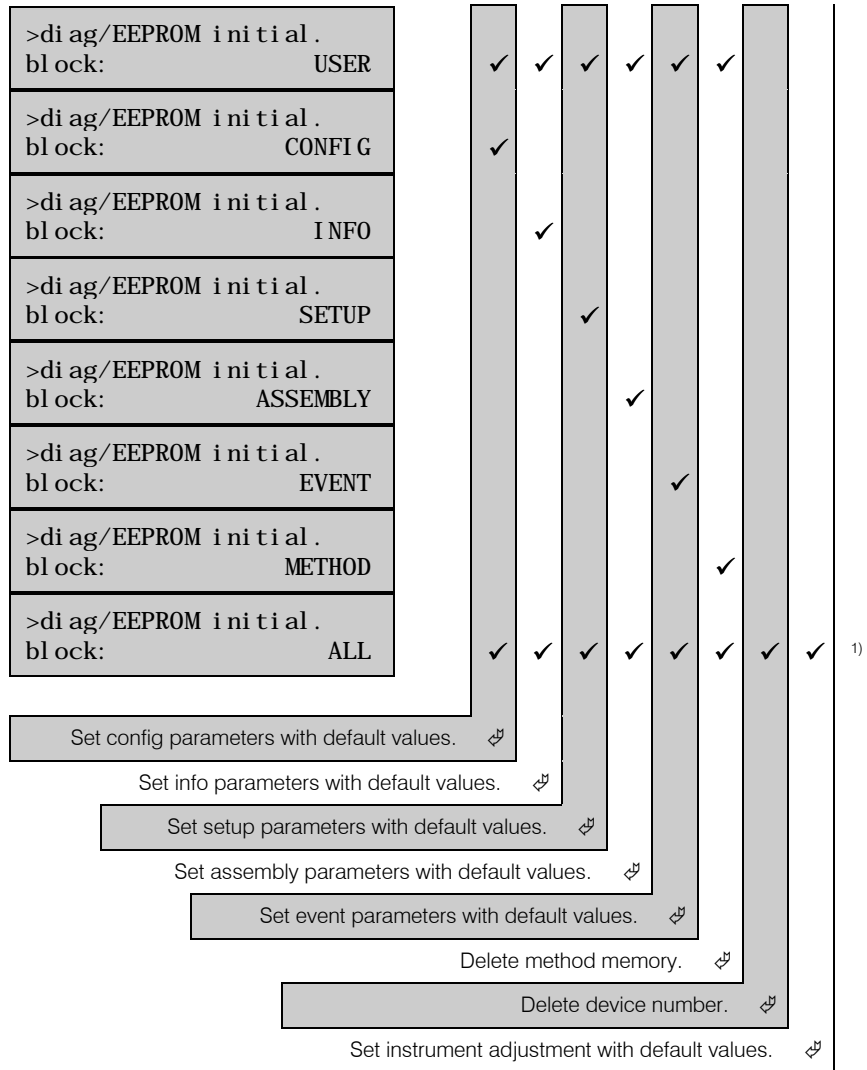 >diag/EEPROM initial.
block: USER ✓ ✓ ✓ ✓ ✓ ✓
>diag/EEPROM initial.
block: CONFIG ✓
>diag/EEPROM initial.
block: INFO ✓
>diag/EEPROM initial.
block: SETUP ✓
>diag/EEPROM initial.
block: ASSEMBLY ✓
>diag/EEPROM initial.
block: EVENT ✓
>diag/EEPROM initial.
block: METHOD ✓
>diag/EEPROM initial.
block: ALL ✓ ✓ ✓ ✓ ✓ ✓ ✓ ✓ 1)
Set config parameters with default values.
Set info parameters with default values.
Set setup parameters with default values.
Set assembly parameters with default values.
Set event parameters with default values.
Delete method memory.
Delete device number.
Set instrument adjustment with default values.